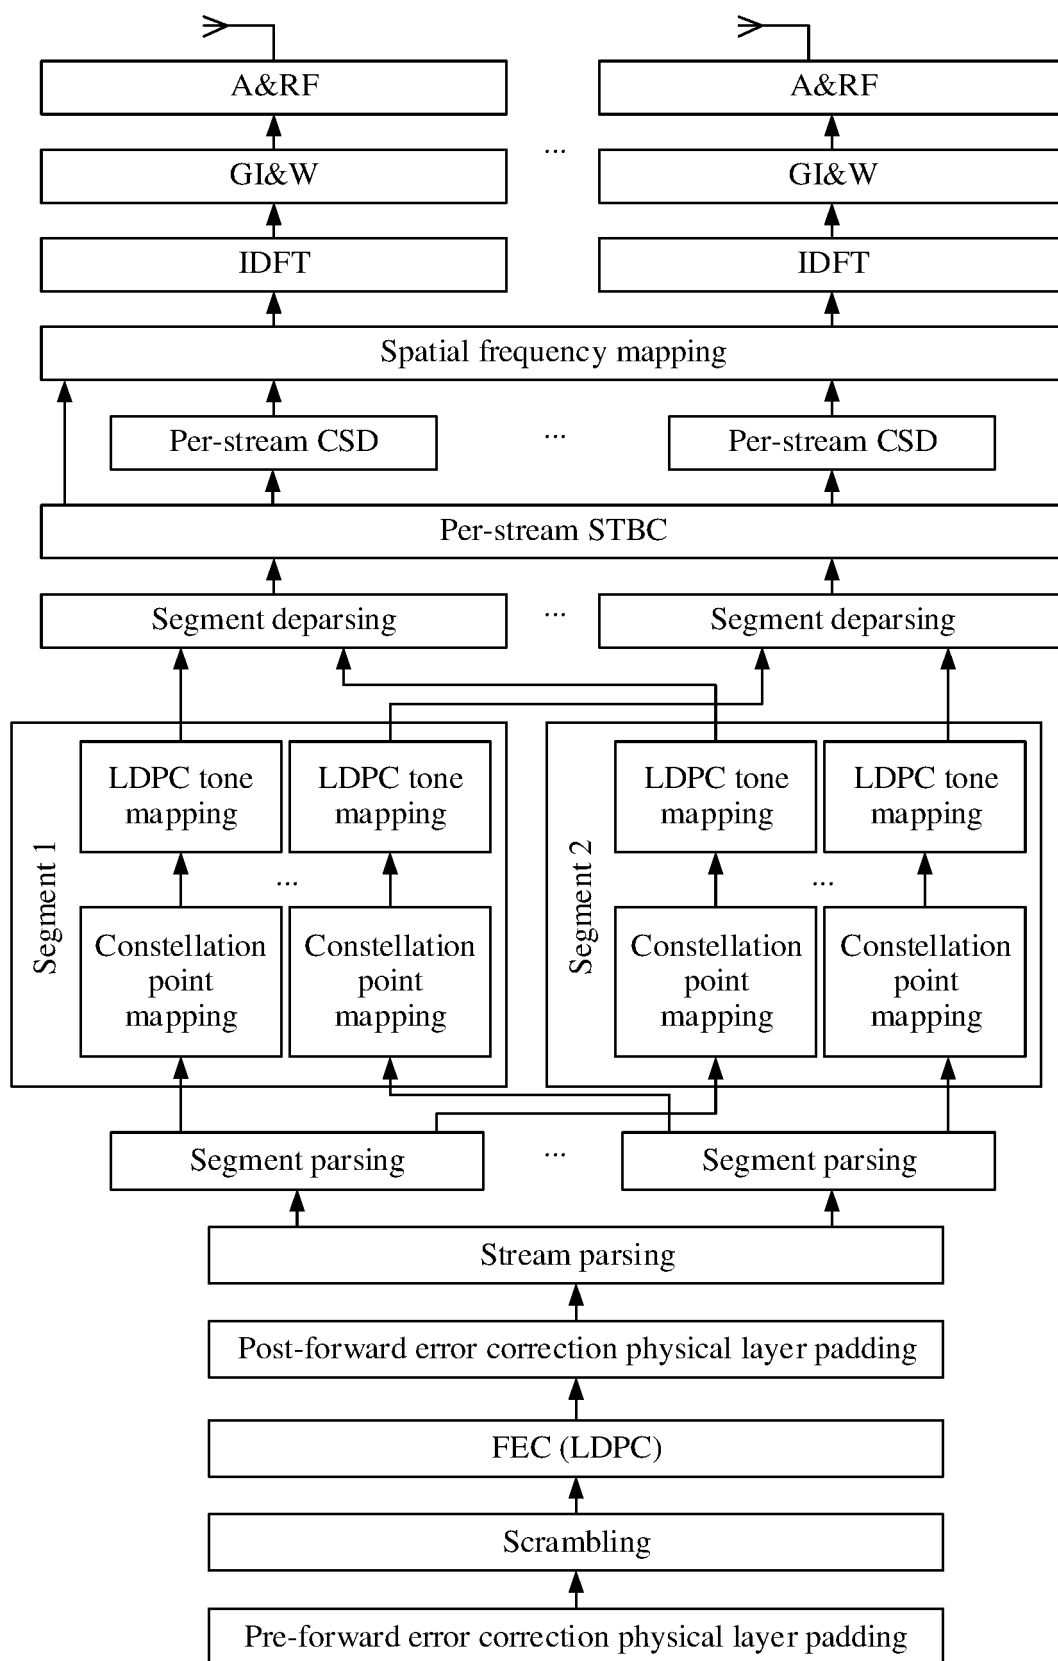 A&RF
A&RF
...
GI&W
GI&W
IDFT
IDFT
Spatial frequency mapping
Per-stream CSD
...
Per-stream CSD
Per-stream STBC
Segment deparsing
...
Segment deparsing
Segment 1
LDPC tone
mapping
LDPC tone
mapping
...
Constellation
point
mapping
Constellation
point
mapping
Segment 2
LDPC tone
mapping
LDPC tone
mapping
...
Constellation
point
mapping
Constellation
point
mapping
Segment parsing
...
Segment parsing
Stream parsing
Post-forward error correction physical layer padding
FEC (LDPC)
Scrambling
Pre-forward error correction physical layer padding